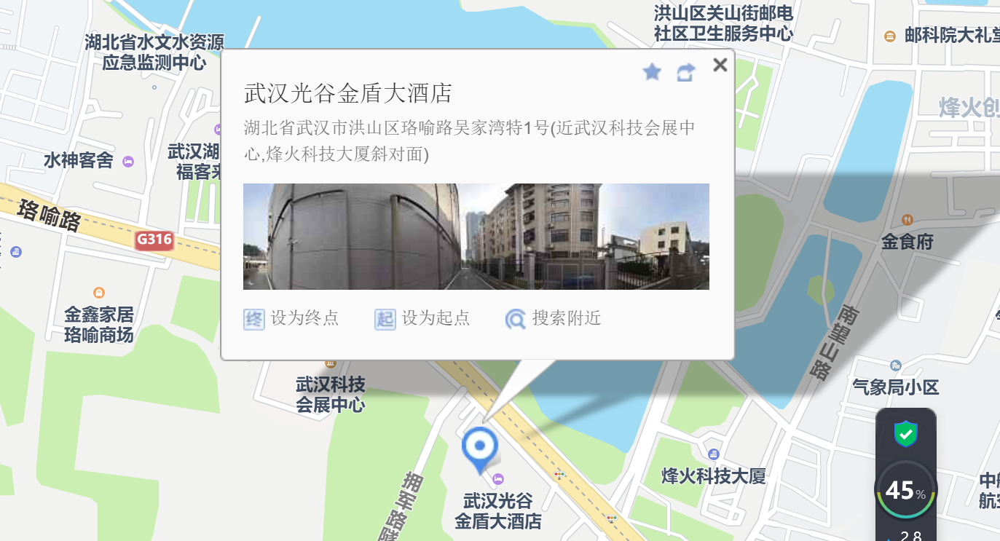 洪山区关山街邮电
社区卫生服务中心
邮科院大礼堂
湖北省水文水资源
应急监测中心
武汉光谷金盾大酒店
湖北省武汉市洪山区珞喻路吴家湾特1号(近武汉科技会展中
心,烽火科技大厦斜对面)
烽火创
水神客舍
武汉湖
福客来
珞喻路
G316
金食府
金鑫家居
珞喻商场
终 设为终点
起 设为起点
搜索附近
南望山路
武汉科技
会展中心
气象局小区
烽火科技大厦
拥军路隧
武汉光谷
金盾大酒店
45%
2.8